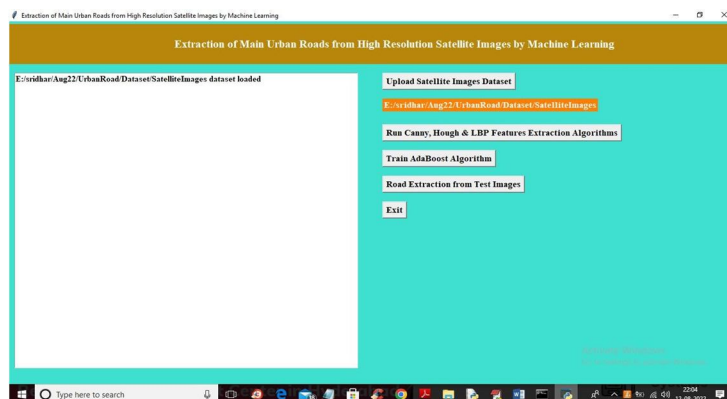 Extraction of Main Urban Roads from High Resolution Satellite Images by Machine Learning
Extraction of Main Urban Roads from High Resolution Satellite Images by Machine Learning
E:/sridhar/Aug22/UrbanRoad/Dataset/SatelliteImages dataset loaded
Upload Satellite Images Dataset
E:/sridhar/Aug22/UrbanRoad/Dataset/SatelliteImages
Run Canny, Hough & LBP Features Extraction Algorithms
Train AdaBoost Algorithm
Road Extraction from Test Images
Exit
Type here to search
22:04